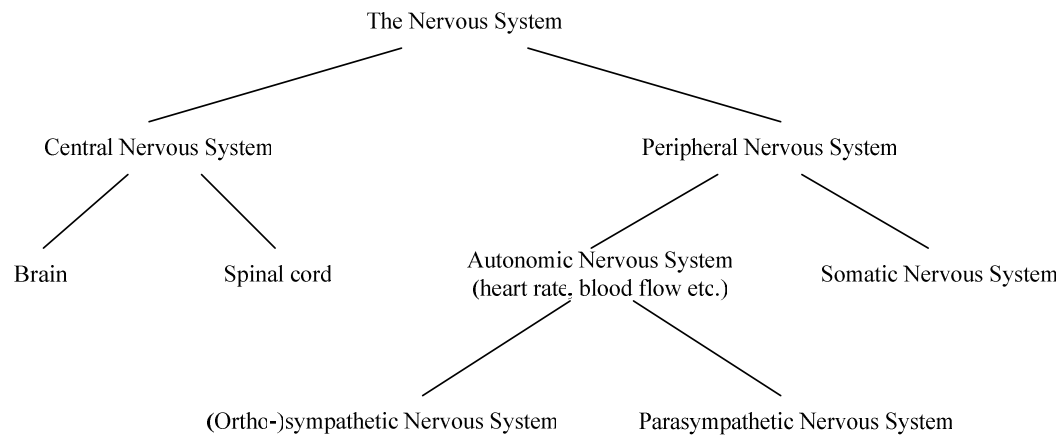 The Nervous System
Central Nervous System
Peripheral Nervous System
Brain
Spinal cord
Autonomic Nervous System
(heart rate, blood flow etc.)
Somatic Nervous System
(Ortho-)sympathetic Nervous System
Parasympathetic Nervous System